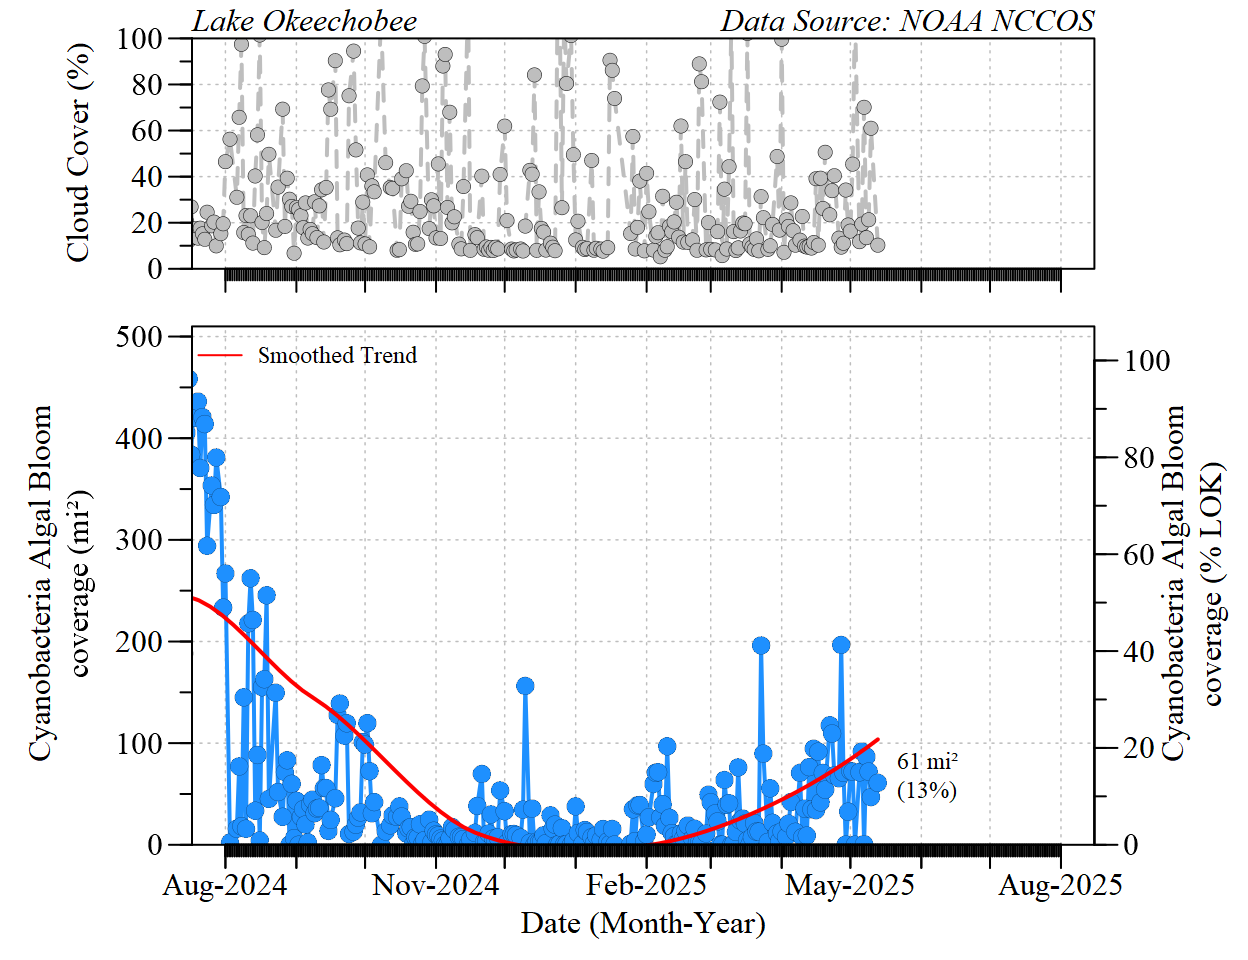 Lake Okeechobee Data Source: NOAA NCCOS
Cloud Cover (%)
100
80
60
40
20
0
Cyanobacteria Algal Bloom
coverage (mi²)
500
400
300
200
100
0
Smoothed Trend
61 mi²
(13%)
100
80
60
40
20
0
Cyanobacteria Algal Bloom
coverage (% LOK)
Aug-2024 Nov-2024 Feb-2025 May-2025 Aug-2025
Date (Month-Year)